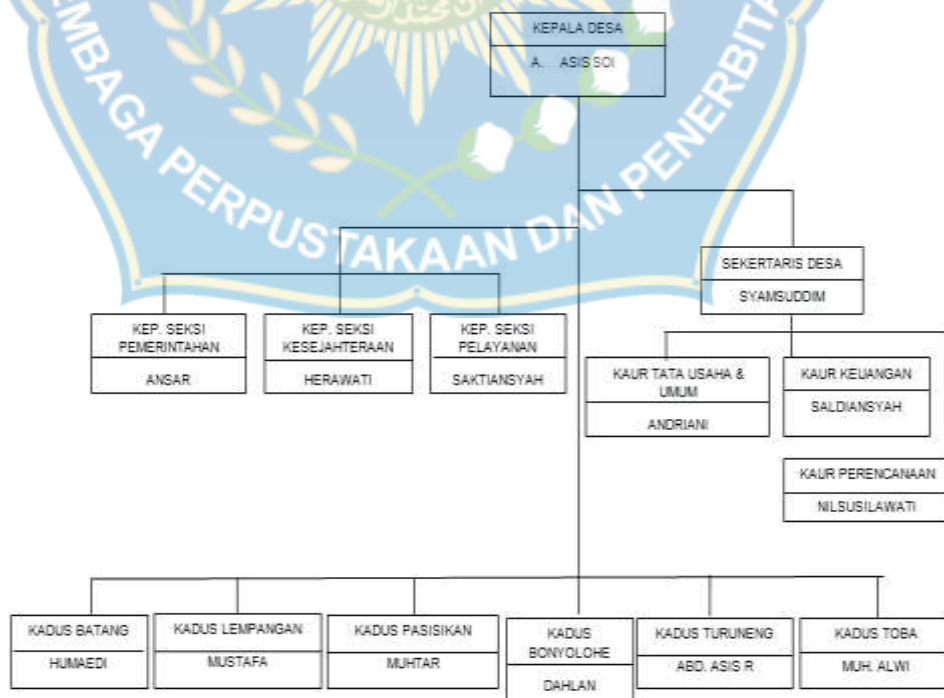 KEPALA DESA
A. ASIS SOI
LEMBAGA PERPUSTAKAAN DAN PENERBITA
SEKERTARIS DESA
SYAMSUDDIM
KEP. SEKSI
PEMERINTAHAN
ANSAR
KEP. SEKSI
KESEJAHTERAAN
HERAWATI
KEP. SEKSI
PELAYANAN
SAKTIANSYAH
KAUR TATA USAHA &
UMUM
ANDRIANI
KAUR KEUANGAN
SALDIANSYAH
KAUR PERENCANAAN
NILSUSILAWATI
KADUS BATANG
HUMAEDI
KADUS LEMPANGAN
MUSTAFA
KADUS PASISIKAN
MUHTAR
KADUS
BONYOLOHE
DAHLAN
KADUS TURUNENG
ABD. ASIS R
KADUS TOBA
MUH. ALWI